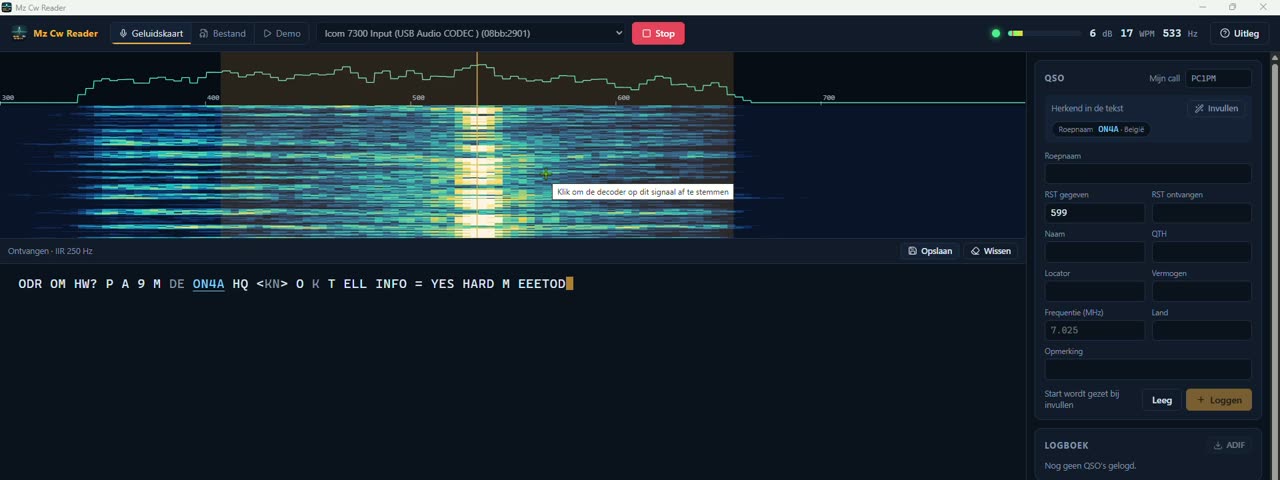 Mz Cw Reader
Mz Cw Reader Geluidskaart Bestand Demo Icom 7300 Input (USB Audio CODEC ) (08bb:2901) Stop 6 dB 17 WPM 533 Hz Uitleg
300 400 500 600 700
Klik om de decoder op dit signaal af te stemmen
Ontvangen · IIR 250 Hz Opslaan Wissen
ODR OM HW? P A 9 M DE ON4A HQ <KN> O K T ELL INFO = YES HARD M EEETOD
QSO Mijn call PC1PM
Herkend in de tekst Invullen
Roepnaam ON4A · België
Roepnaam
RST gegeven RST ontvangen
599
Naam QTH
Locator Vermogen
Frequentie (MHz) Land
7.025
Opmerking
Start wordt gezet bij
invullen
Leeg + Loggen
LOGBOEK ADIF
Nog geen QSO's gelogd.